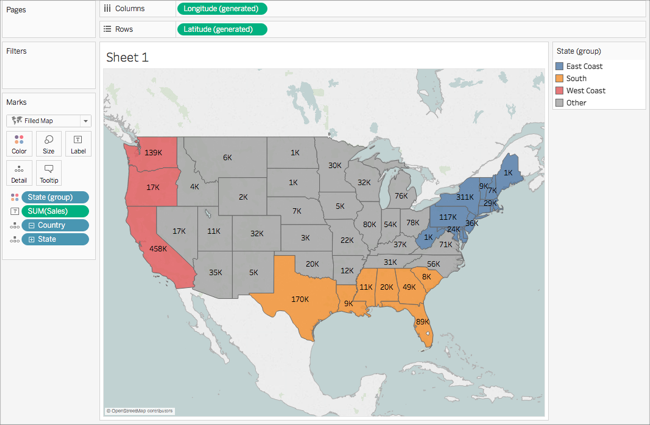 Pages
Columns
Longitude (generated)
Rows
Latitude (generated)
Filters
Marks
Filled Map
Color
Size
Label
Detail
Tooltip
State (group)
SUM(Sales)
Country
State
Sheet 1
139K
6K
1K
30K
1K
9K
7K
17K
4K
1K
32K
76K
311K
29K
2K
5K
117K
36K
7K
80K
54K
78K
24K
17K
11K
32K
1K
458K
3K
22K
37K
71K
31K
35K
5K
20K
12K
56K
8K
170K
9K
11K
20K
49K
89K
© OpenStreetMap contributors
State (group)
East Coast
South
West Coast
Other